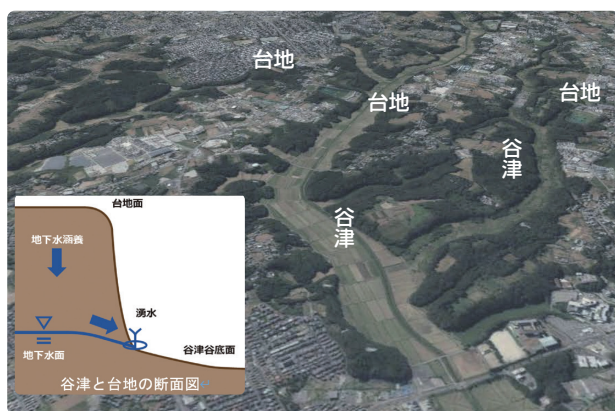 台地
台地
台地
谷津
谷津
台地面
地下水涵養
湧水
地下水面
谷津谷底面
谷津と台地の断面図